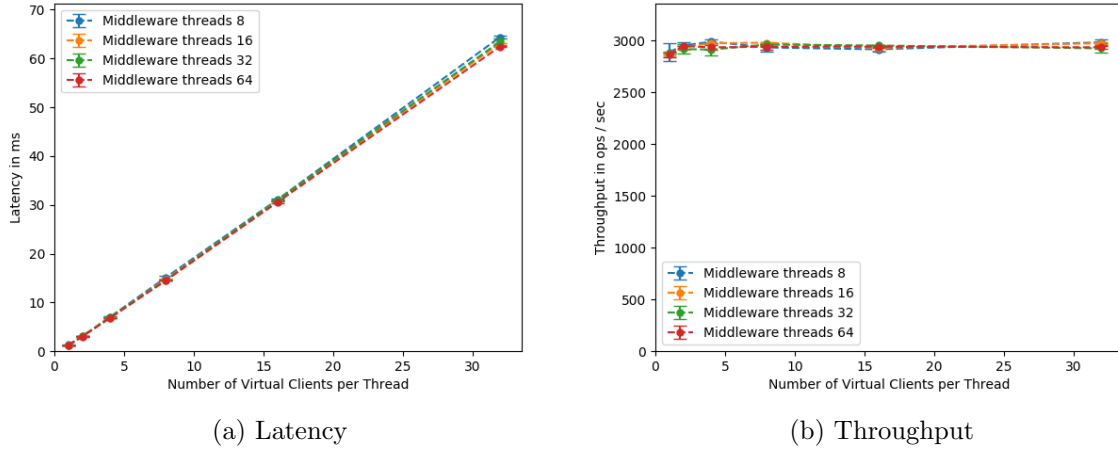 70
60
50
40
30
20
10
0
Latency in ms
Middleware threads 8
Middleware threads 16
Middleware threads 32
Middleware threads 64
0 5 10 15 20 25 30
Number of Virtual Clients per Thread
(a) Latency
3000
2500
2000
1500
1000
500
0
Throughput in ops / sec
Middleware threads 8
Middleware threads 16
Middleware threads 32
Middleware threads 64
0 5 10 15 20 25 30
Number of Virtual Clients per Thread
(b) Throughput